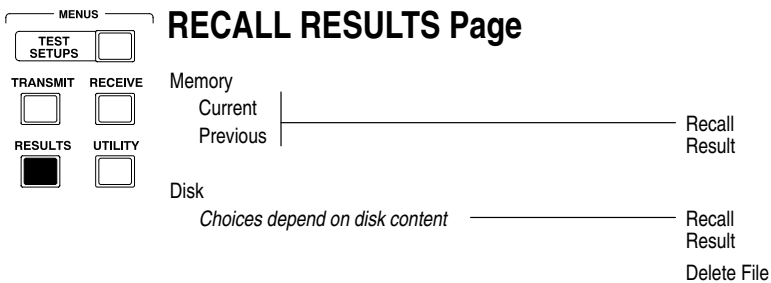 MENUS
TEST
SETUPS
TRANSMIT RECEIVE
RESULTS UTILITY
RECALL RESULTS Page
Memory
Current
Previous
Recall
Result
Disk
Choices depend on disk content
Recall
Result
Delete File